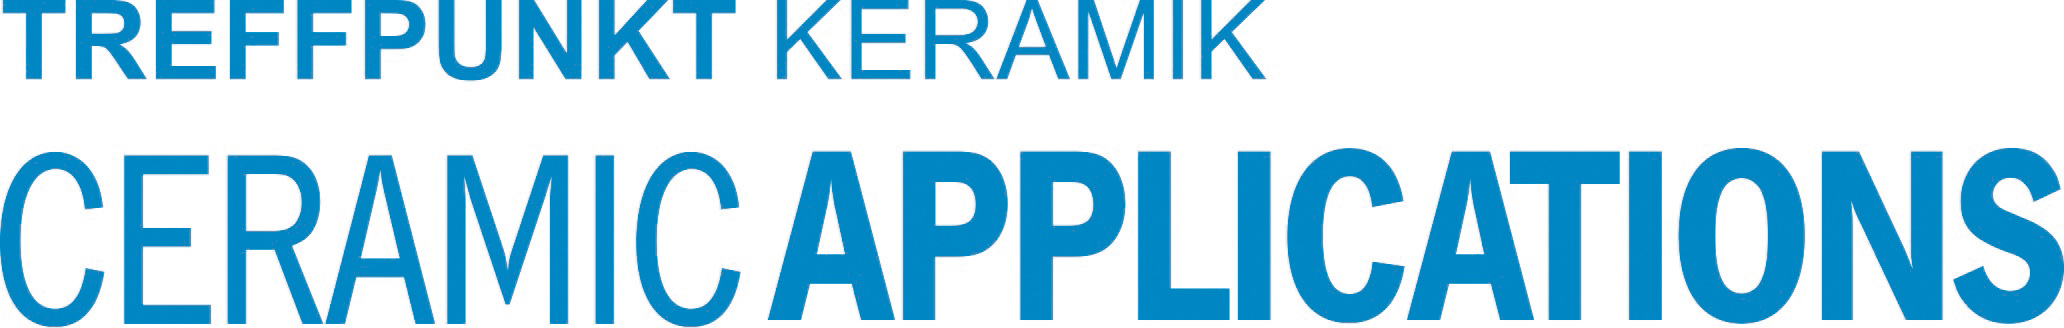 TREFFPUNKT KERAMIK
CERAMIC APPLICATIONS